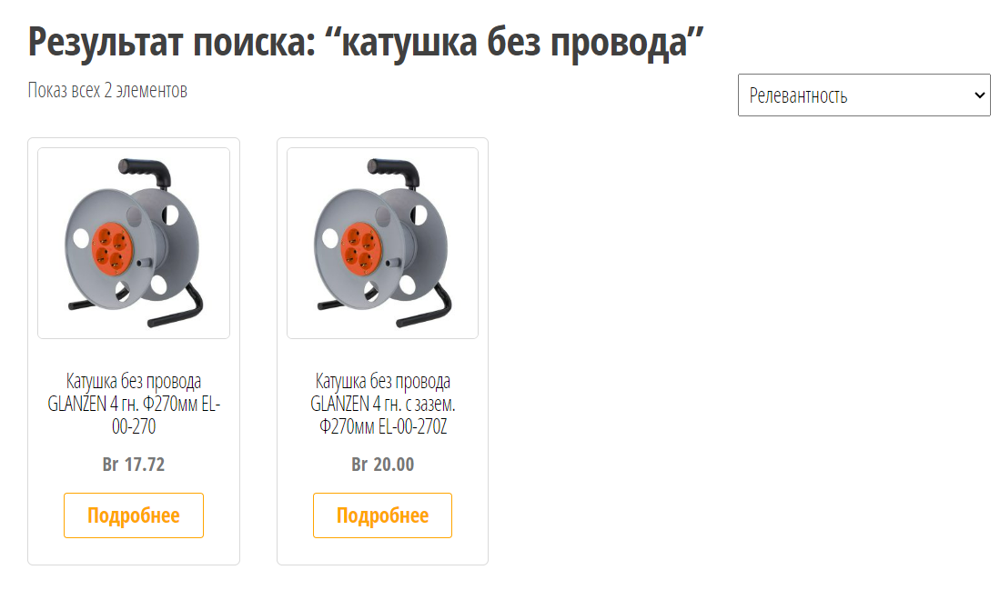 Результат поиска: “катушка без провода”
Показ всех 2 элементов
Релевантность
Катушка без провода
GLANZEN 4 гн. Ф270мм EL-
00-270
Br 17.72
Подробнее
Катушка без провода
GLANZEN 4 гн. с зазем.
Ф270мм EL-00-270Z
Br 20.00
Подробнее